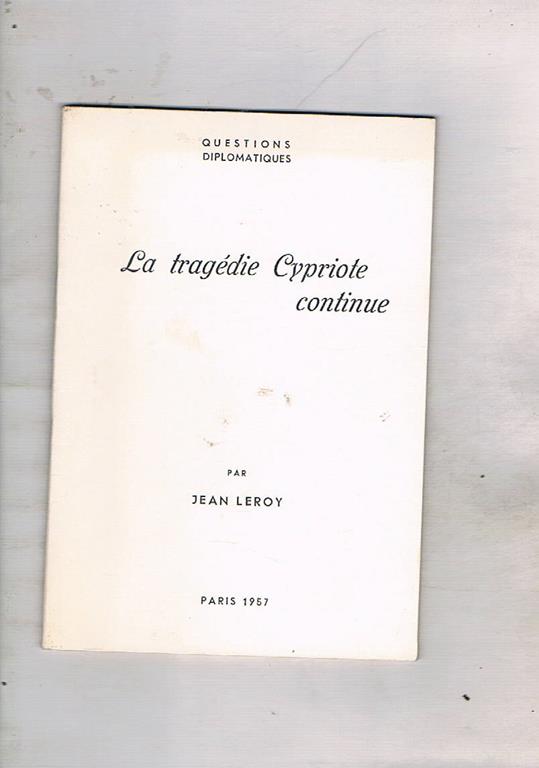 QUESTIONS
DIPLOMATIQUES
La tragédie Cypriote
continue
PAR
JEAN LEROY
PARIS 1957